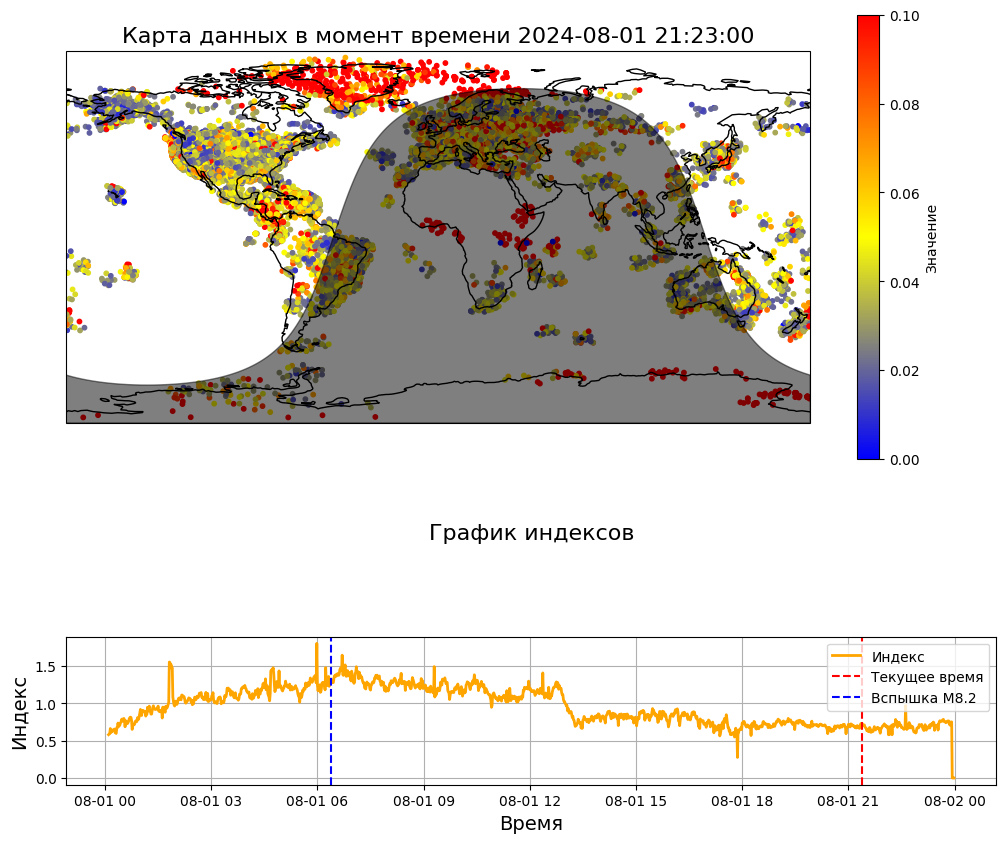 Карта данных в момент времени 2024-08-01 21:23:00
0.10
0.08
0.06
0.04
0.02
0.00
Значение
График индексов
Индекс
1.5
1.0
0.5
0.0
Индекс
Текущее время
Вспышка M8.2
08-01 00
08-01 03
08-01 06
08-01 09
08-01 12
08-01 15
08-01 18
08-01 21
08-02 00
Время